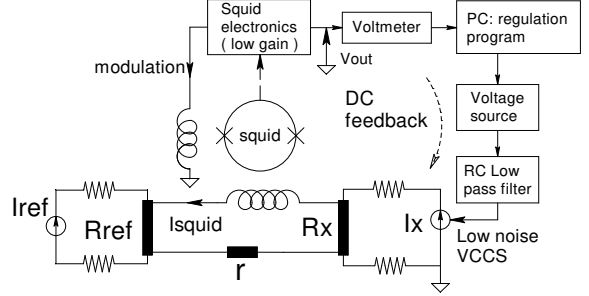 Squid
electronics
( low gain )
Voltmeter
PC: regulation
program
Vout
modulation
DC
feedback
Voltage
source
squid
RC Low
pass filter
Iref
Rref
Isquid
Rx
Ix
r
Low noise
VCCS